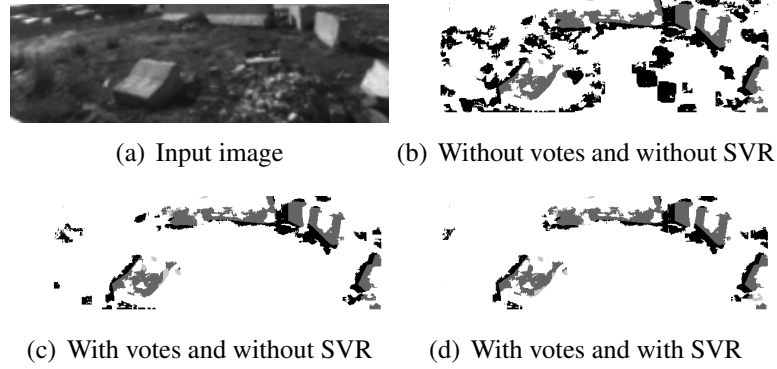 (a) Input image
(b) Without votes and without SVR
(c) With votes and without SVR
(d) With votes and with SVR